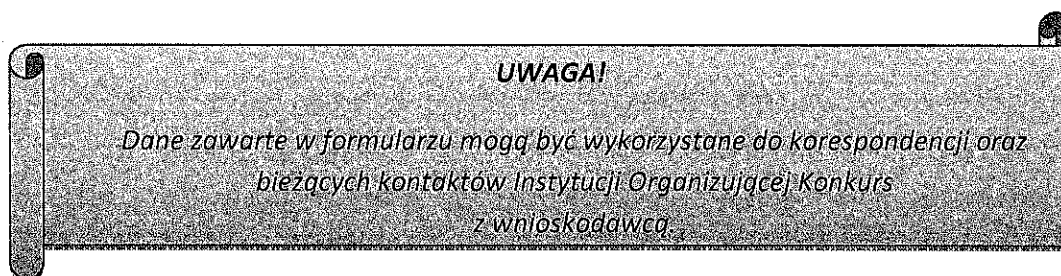 UWAGA!
Dane zawarte w formularzu mogą być wykorzystane do korespondencji oraz
bieżących kontaktów Instytucji Organizującej Konkurs
z wnioskodawcą.